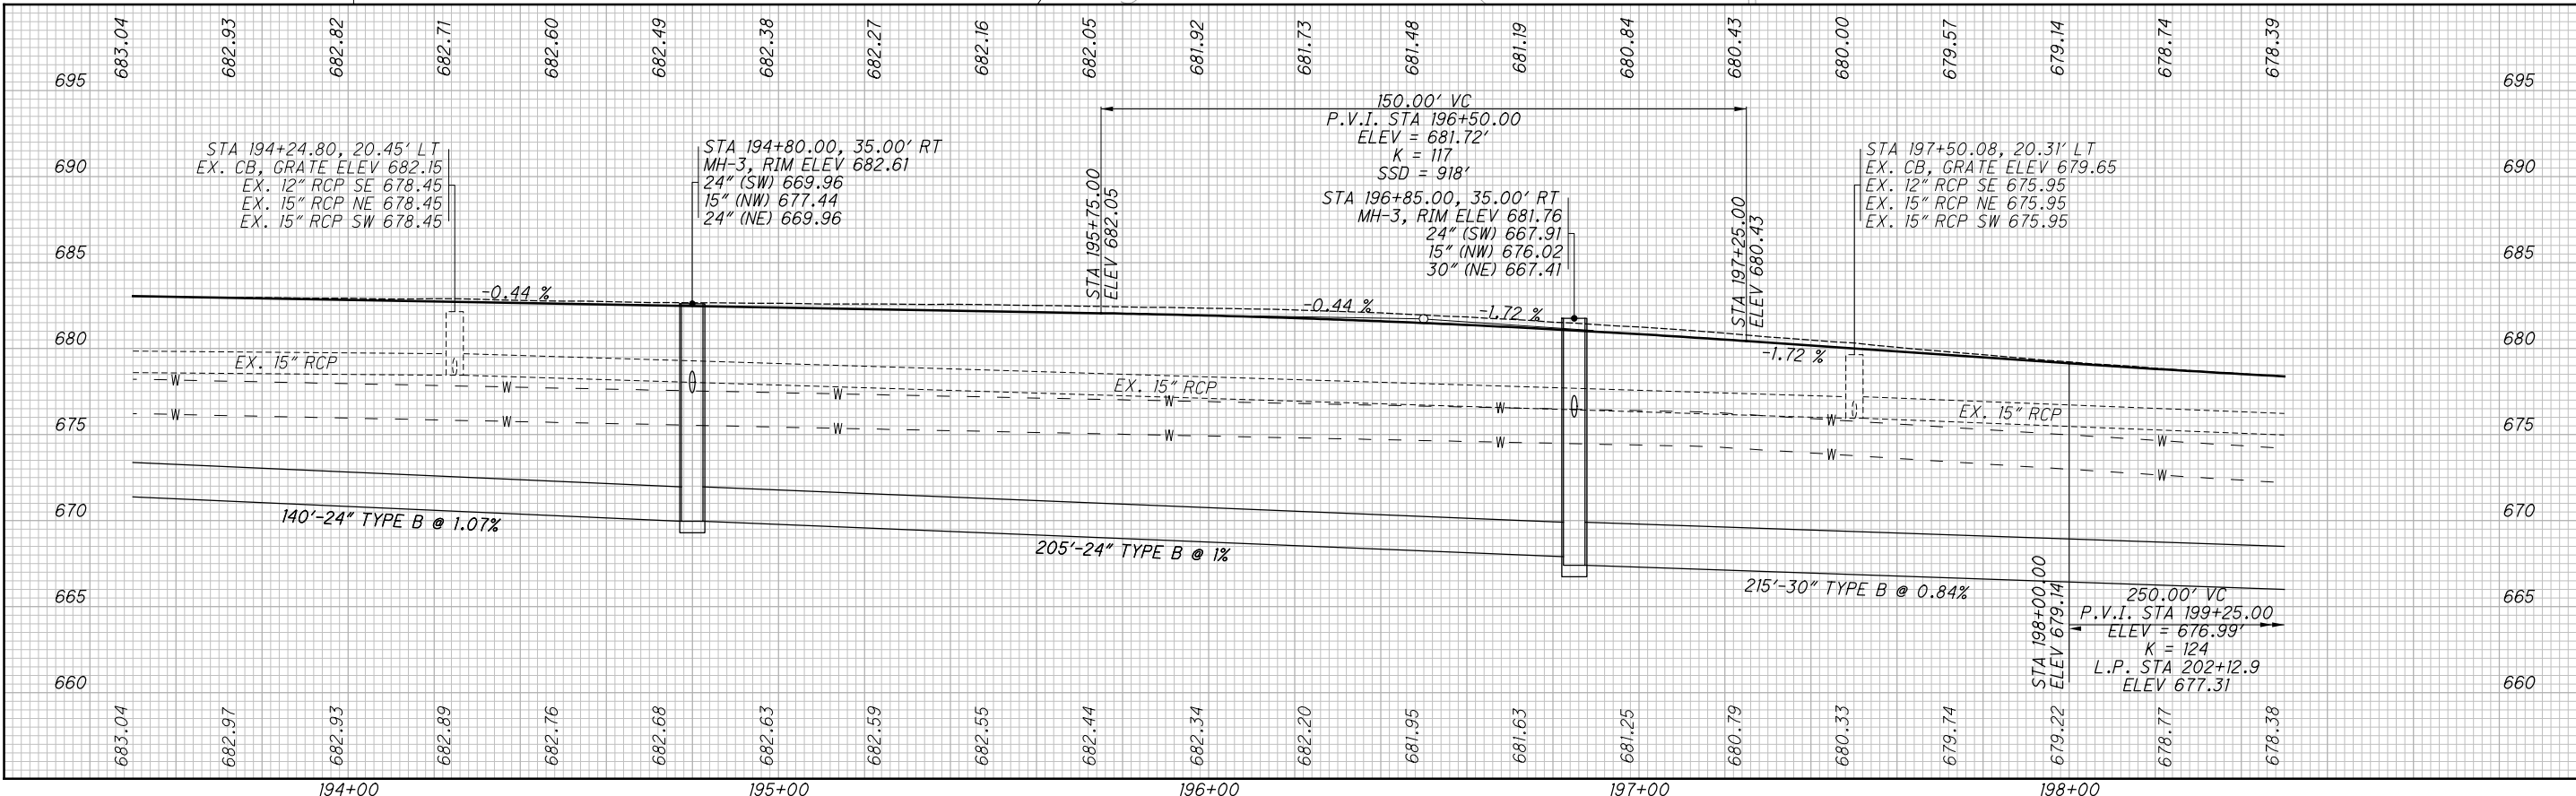 683.04 682.93 682.82 682.71 682.60 682.49 682.38 682.27 682.16 682.05 681.92 681.73 681.48 681.19 680.84 680.43 680.00 679.57 679.14 678.74 678.39
695 695
690 690
685 685
680 680
675 675
670 670
665 665
660 660
STA 194+24.80, 20.45' LT
EX. CB, GRATE ELEV 682.15
EX. 12" RCP SE 678.45
EX. 15" RCP NE 678.45
EX. 15" RCP SW 678.45
STA 194+80.00, 35.00' RT
MH-3, RIM ELEV 682.61
24" (SW) 669.96
15" (NW) 677.44
24" (NE) 669.96
STA 195+75.00
ELEV 682.05
150.00' VC
P.V.I. STA 196+50.00
ELEV = 681.72'
K = 117
SSD = 918'
STA 196+85.00, 35.00' RT
MH-3, RIM ELEV 681.76
24" (SW) 667.91
15" (NW) 676.02
30" (NE) 667.41
STA 197+25.00
ELEV 680.43
STA 197+50.08, 20.31' LT
EX. CB, GRATE ELEV 679.65
EX. 12" RCP SE 675.95
EX. 15" RCP NE 675.95
EX. 15" RCP SW 675.95
-0.44 %
-0.44 %
-1.72 %
-1.72 %
EX. 15" RCP
EX. 15" RCP
EX. 15" RCP
W W W W W W W
W W W W W W W
140'-24" TYPE B @ 1.07%
205'-24" TYPE B @ 1%
215'-30" TYPE B @ 0.84%
STA 198+00.00
ELEV 679.14
250.00' VC
P.V.I. STA 199+25.00
ELEV = 676.99'
K = 124
L.P. STA 202+12.9
ELEV 677.31
683.04 682.97 682.93 682.89 682.76 682.68 682.63 682.59 682.55 682.44 682.34 682.20 681.95 681.63 681.25 680.79 680.33 679.74 679.22 678.77 678.38
194+00 195+00 196+00 197+00 198+00